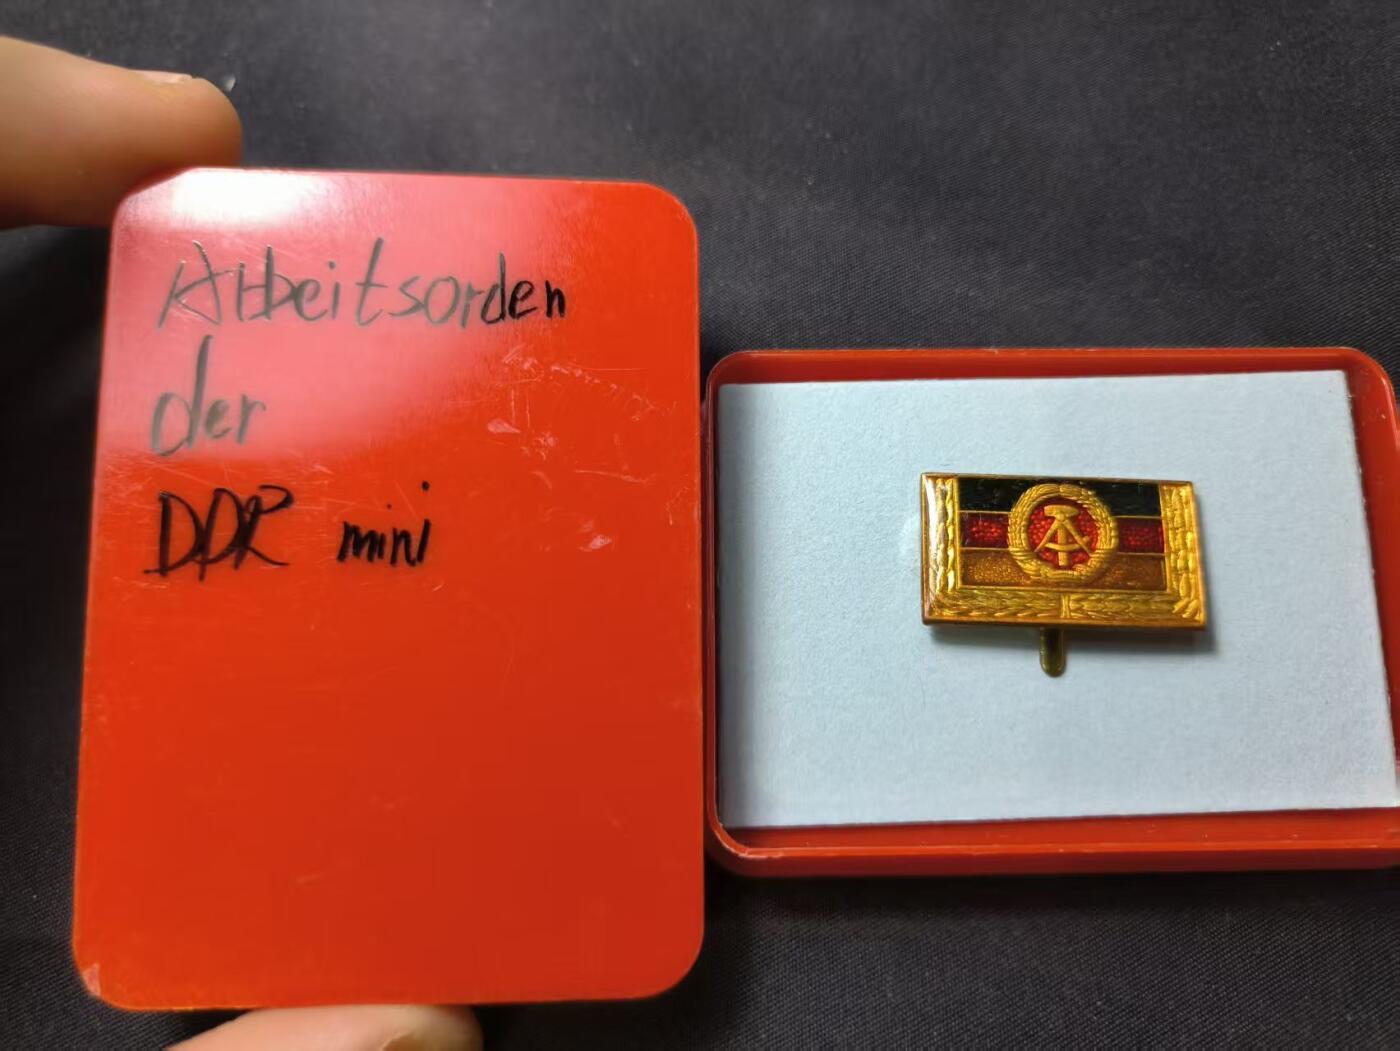 Arbeitsorden
der
DDR mini